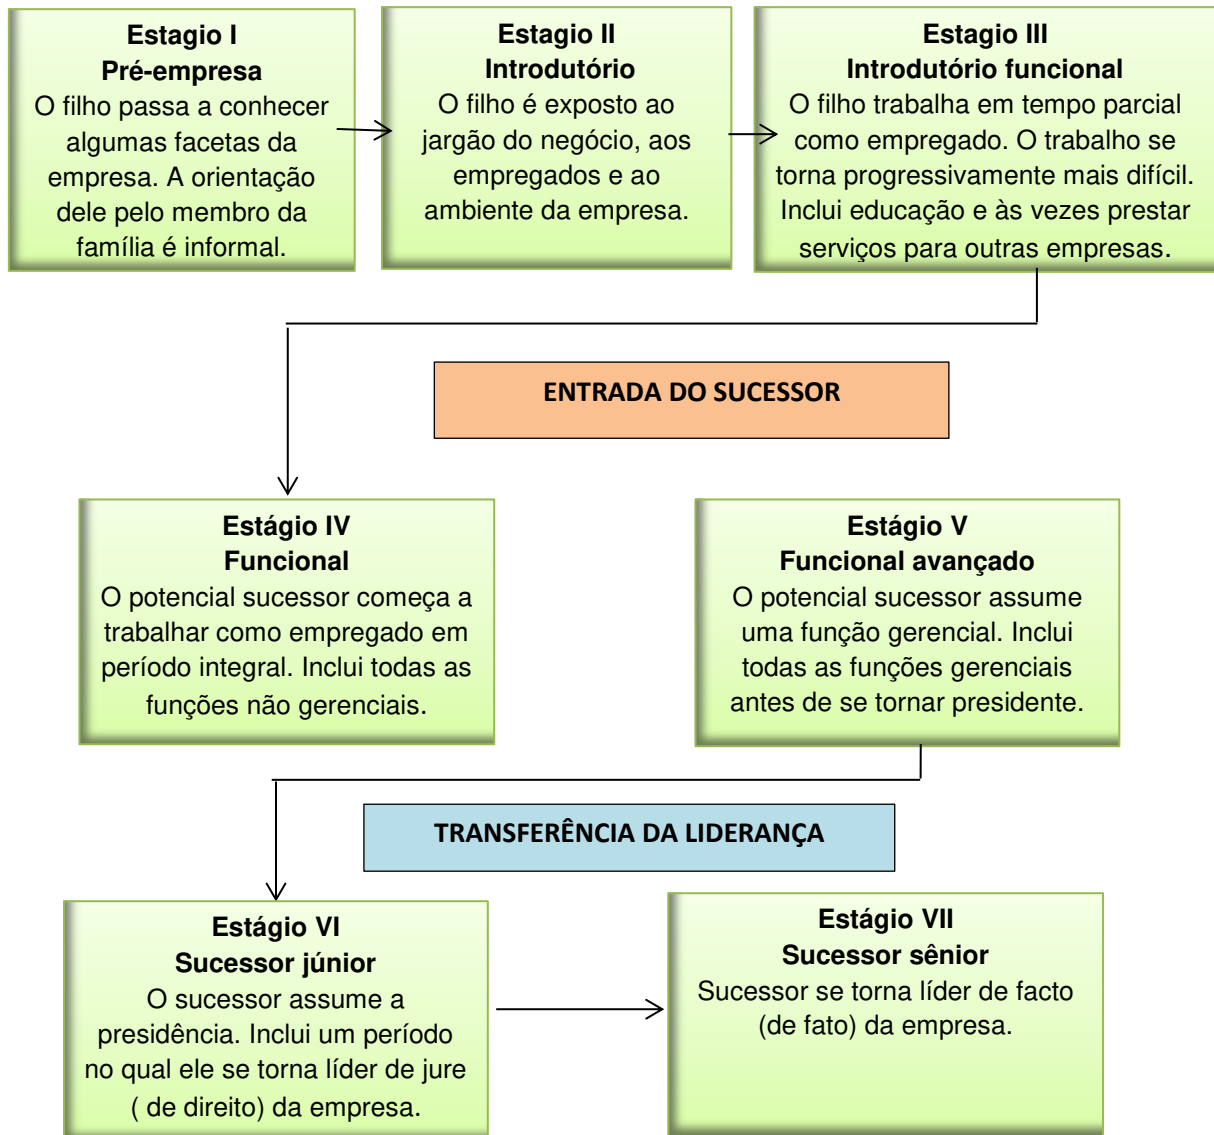 Estagio I
Pré-empresa
O filho passa a conhecer
algumas facetas da
empresa. A orientação
dele pelo membro da
família é informal.
Estagio II
Introdutório
O filho é exposto ao
jargão do negócio, aos
empregados e ao
ambiente da empresa.
Estagio III
Introdutório funcional
O filho trabalha em tempo parcial
como empregado. O trabalho se
torna progressivamente mais difícil.
Inclui educação e às vezes prestar
serviços para outras empresas.
ENTRADA DO SUCESSOR
Estágio IV
Funcional
O potencial sucessor começa a
trabalhar como empregado em
período integral. Inclui todas as
funções não gerenciais.
Estágio V
Funcional avançado
O potencial sucessor assume
uma função gerencial. Inclui
todas as funções gerenciais
antes de se tornar presidente.
TRANSFERÊNCIA DA LIDERANÇA
Estágio VI
Sucessor júnior
O sucessor assume a
presidência. Inclui um período
no qual ele se torna líder de jure
( de direito) da empresa.
Estágio VII
Sucessor sênior
Sucessor se torna líder de facto
(de fato) da empresa.